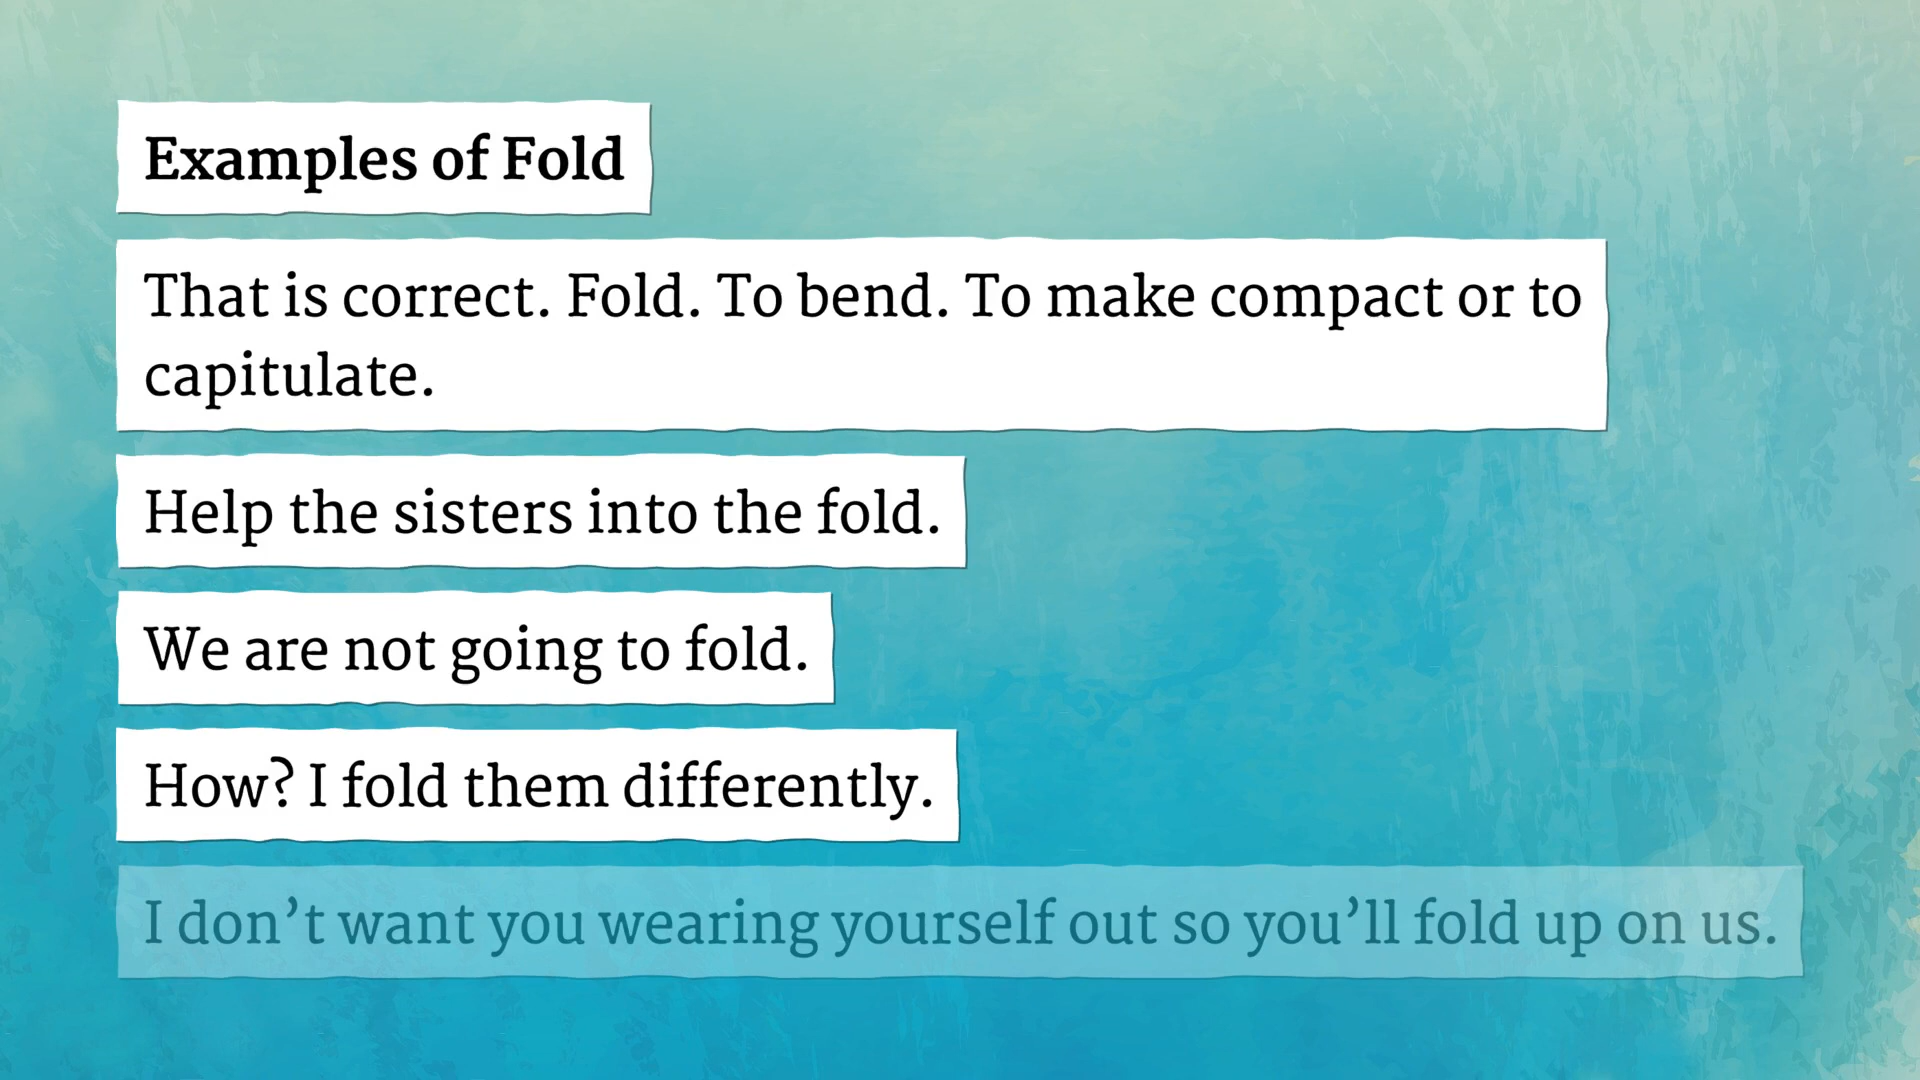 Examples of Fold
That is correct. Fold. To bend. To make compact or to
capitulate.
Help the sisters into the fold.
We are not going to fold.
How? I fold them differently.
I don’t want you wearing yourself out so you’ll fold up on us.